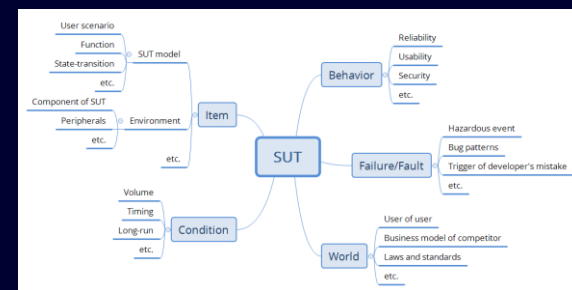 User scenario
Function
State-transition
etc.
SUT model
Component of SUT
Peripherals
etc.
Environment
etc.
Item
Volume
Timing
Long-run
etc.
Condition
SUT
Behavior
Reliability
Usability
Security
etc.
Failure/Fault
Hazardous event
Bug patterns
Trigger of developer's mistake
etc.
World
User of user
Business model of competitor
Laws and standards
etc.